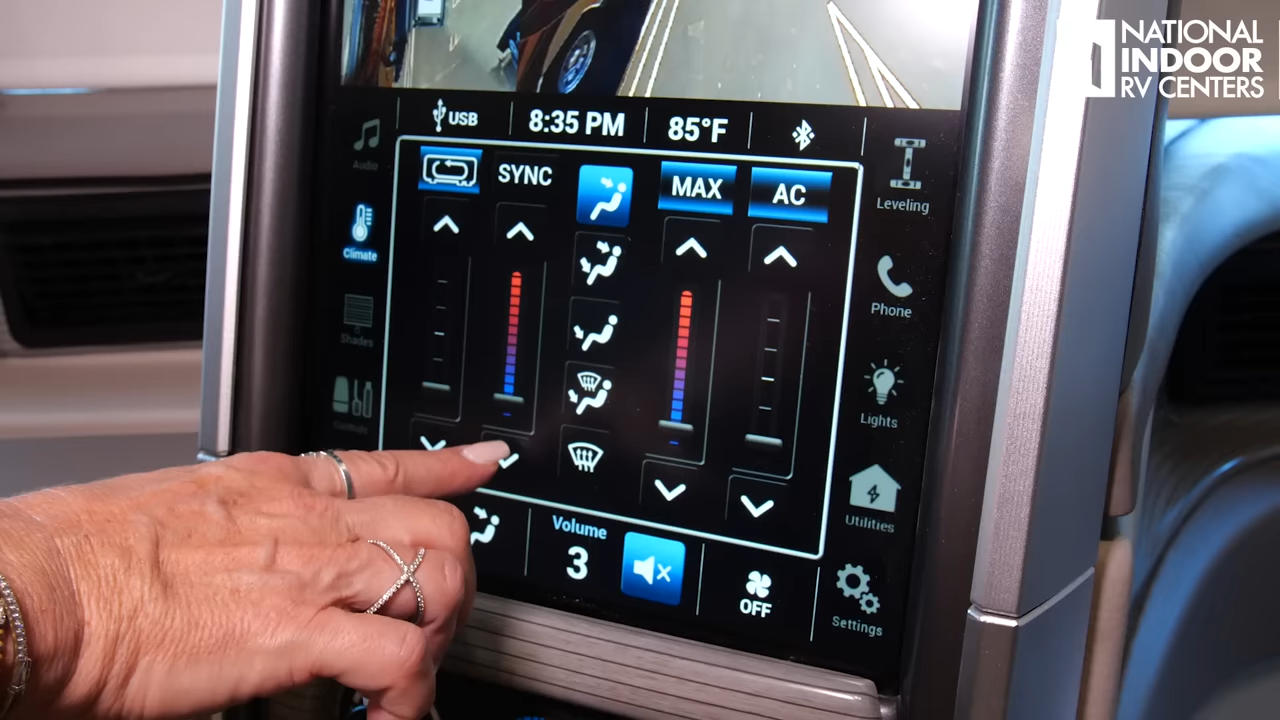 NATIONAL
INDOOR
RV CENTERS
USB
8:35 PM
85°F
Audio
SYNC
MAX
AC
Leveling
Climate
Phone
Shades
Lights
Controls
Utilities
Volume
3
OFF
Settings